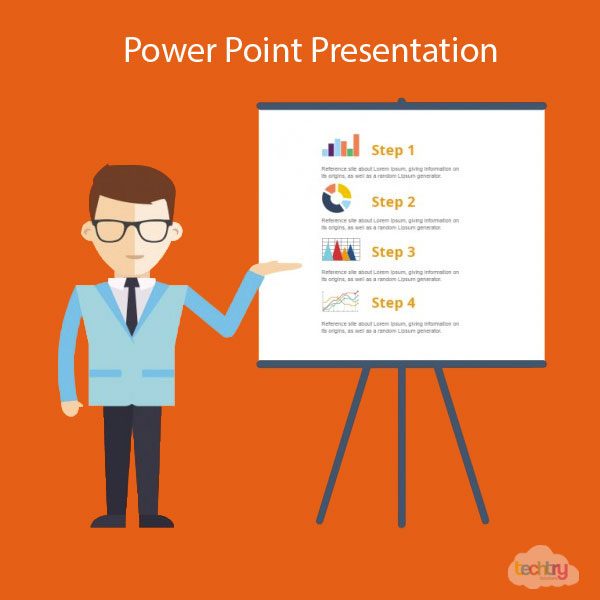 Power Point Presentation
Step 1
Reference site about Lorem Ipsum, giving information on
its origins, as well as a random Lipsum generator.
Step 2
Reference site about Lorem Ipsum, giving information on
its origins, as well as a random Lipsum generator.
Step 3
Reference site about Lorem Ipsum, giving information on
its origins, as well as a random Lipsum generator.
Step 4
Reference site about Lorem Ipsum, giving information on
its origins, as well as a random Lipsum generator.
techtry